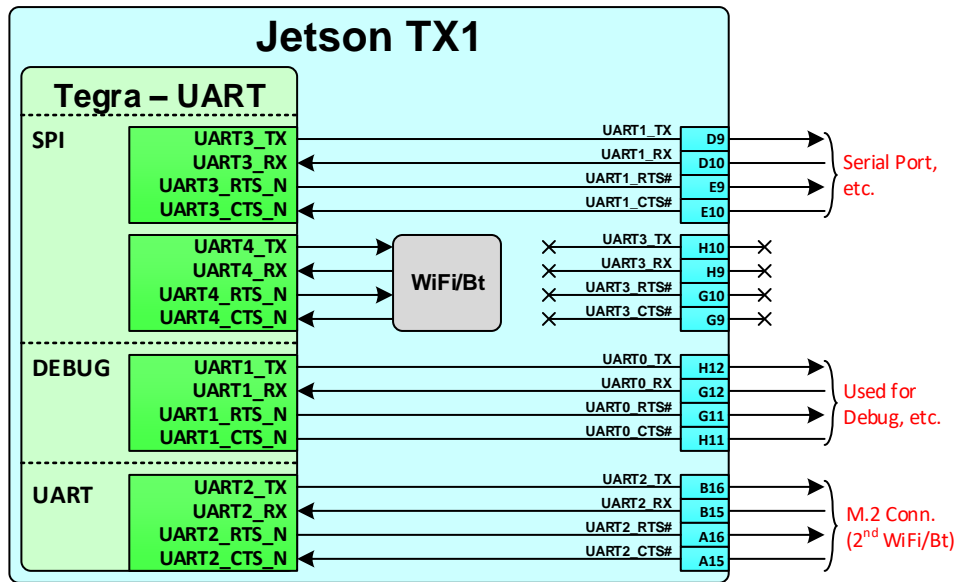 Jetson TX1
Tegra – UART
SPI
UART3_TX
UART3_RX
UART3_RTS_N
UART3_CTS_N
UART1_TX
UART1_RX
UART1_RTS#
UART1_CTS#
D9
D10
E9
E10
Serial Port,
etc.
UART4_TX
UART4_RX
UART4_RTS_N
UART4_CTS_N
WiFi/Bt
UART3_TX
UART3_RX
UART3_RTS#
UART3_CTS#
H10
H9
G10
G9
DEBUG
UART1_TX
UART1_RX
UART1_RTS_N
UART1_CTS_N
UART0_TX
UART0_RX
UART0_RTS#
UART0_CTS#
H12
G12
G11
H11
Used for
Debug, etc.
UART
UART2_TX
UART2_RX
UART2_RTS_N
UART2_CTS_N
UART2_TX
UART2_RX
UART2_RTS#
UART2_CTS#
B16
B15
A16
A15
M.2 Conn.
(2nd WiFi/Bt)